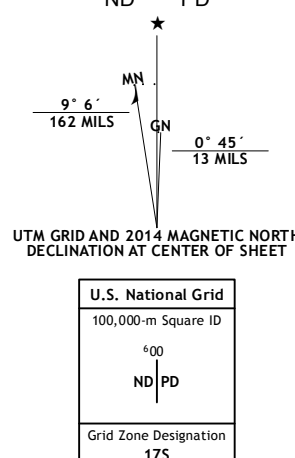 ND PD
★
MN
GN
9° 6´
162 MILS
0° 45´
13 MILS
UTM GRID AND 2014 MAGNETIC NORTH
DECLINATION AT CENTER OF SHEET
U.S. National Grid
100,000-m Square ID
⁶00
ND PD
Grid Zone Designation
17S